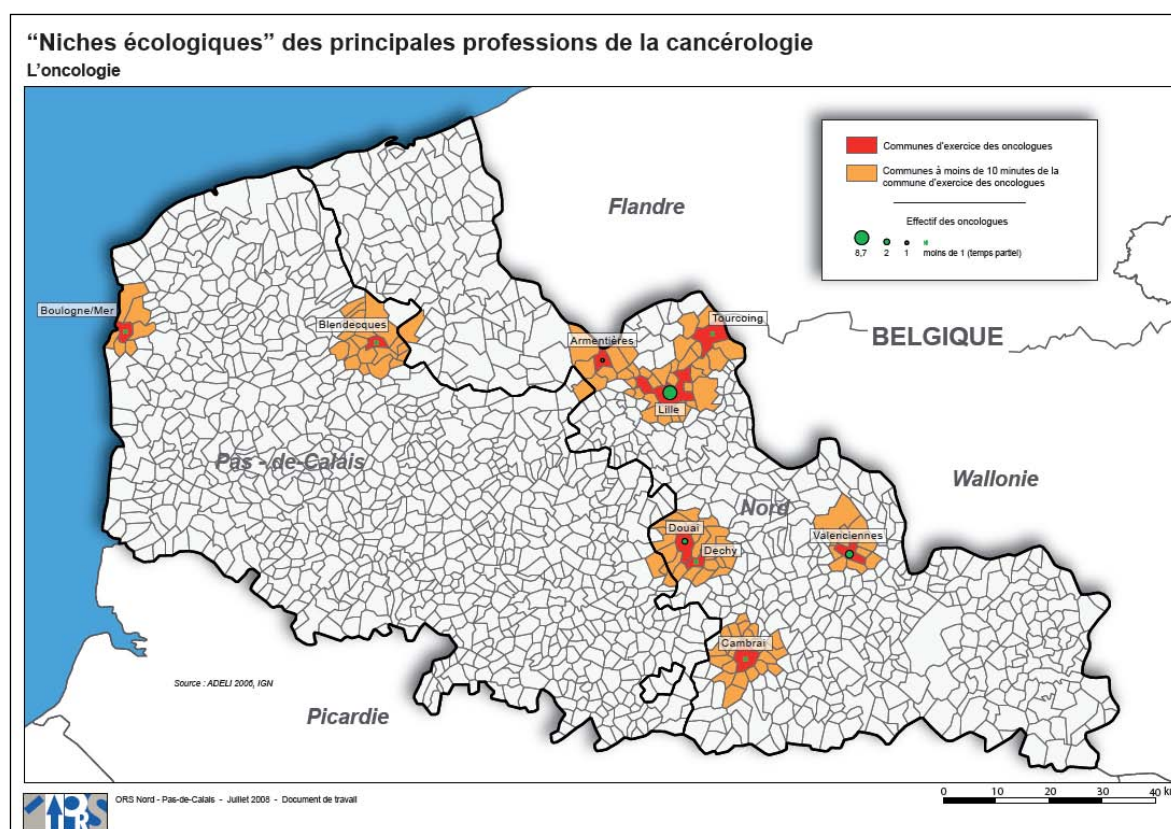 “Niches écologiques” des principales professions de la cancérologie
L'oncologie
Communes d'exercice des oncologues
Communes à moins de 10 minutes de la
commune d'exercice des oncologues
Effectif des oncologues
8,7 2 1 moins de 1 (temps partiel)
Flandre
BELGIQUE
Wallonie
Boulogne/Mer
Blendecques
Armentières
Tourcoing
Lille
Pas - de-Calais
Nord
Douai
Dechy
Valenciennes
Cambrai
Source : ADELI 2006, IGN
Picardie
ORS
ORS Nord - Pas-de-Calais - Juillet 2008 - Document de travail
0 10 20 30 40 km